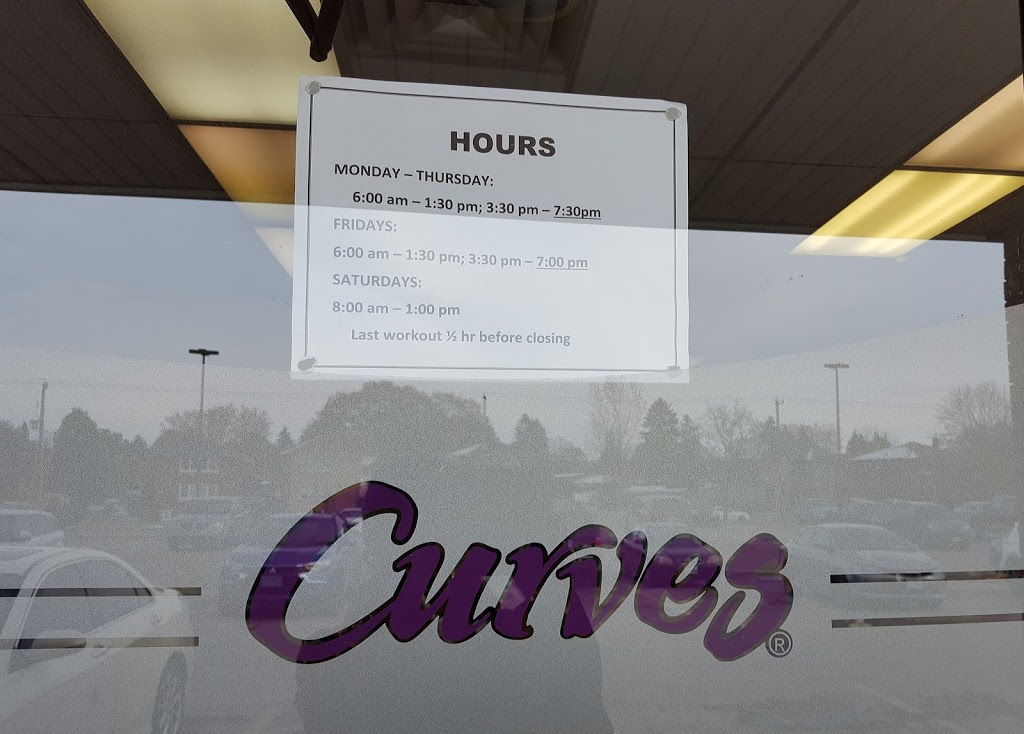 HOURS
MONDAY – THURSDAY:
6:00 am – 1:30 pm; 3:30 pm – 7:30pm
FRIDAYS:
6:00 am – 1:30 pm; 3:30 pm – 7:00 pm
SATURDAYS:
8:00 am – 1:00 pm
Last workout ½ hr before closing
Curves®